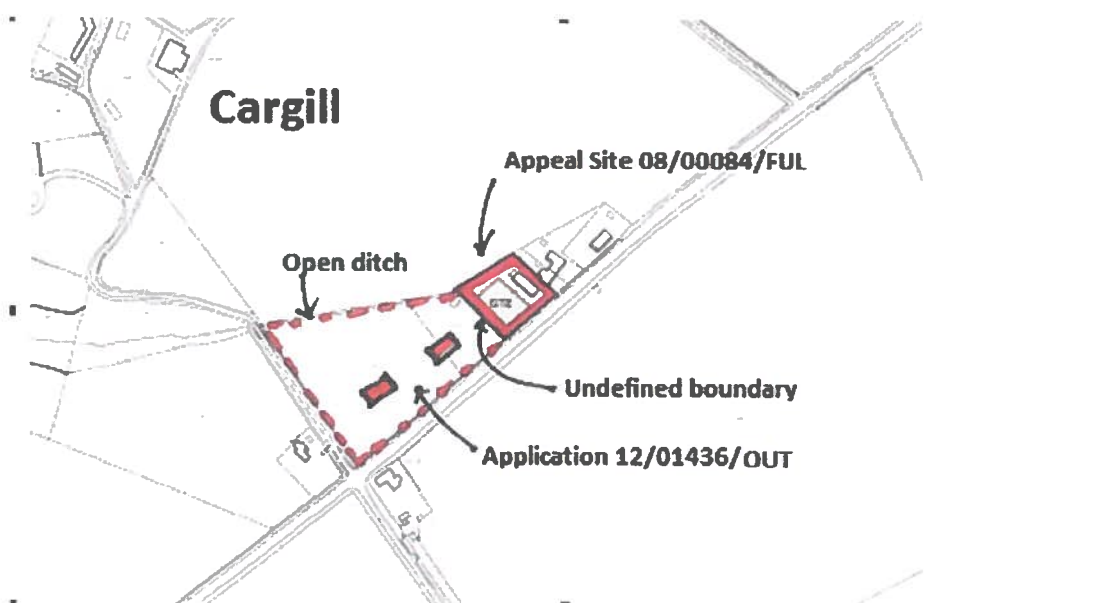 Cargill
Appeal Site 08/00084/FUL
Open ditch
Undefined boundary
Application 12/01436/OUT